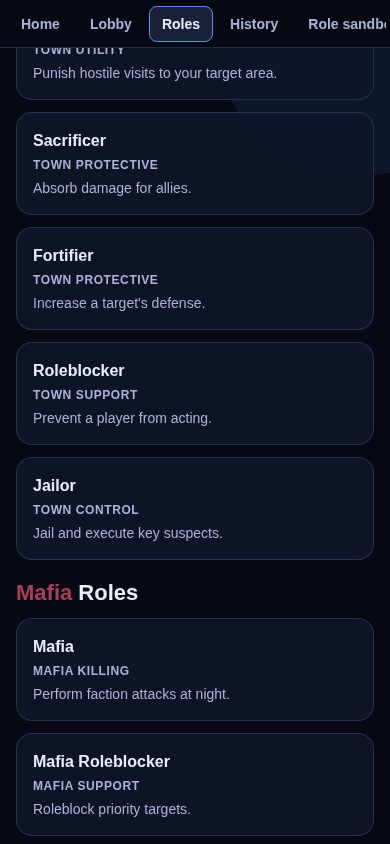 Home Lobby Roles History Role sandbo
TOWN UTILITY
Punish hostile visits to your target area.
Sacrificer
TOWN PROTECTIVE
Absorb damage for allies.
Fortifier
TOWN PROTECTIVE
Increase a target's defense.
Roleblocker
TOWN SUPPORT
Prevent a player from acting.
Jailor
TOWN CONTROL
Jail and execute key suspects.
Mafia Roles
Mafia
MAFIA KILLING
Perform faction attacks at night.
Mafia Roleblocker
MAFIA SUPPORT
Roleblock priority targets.